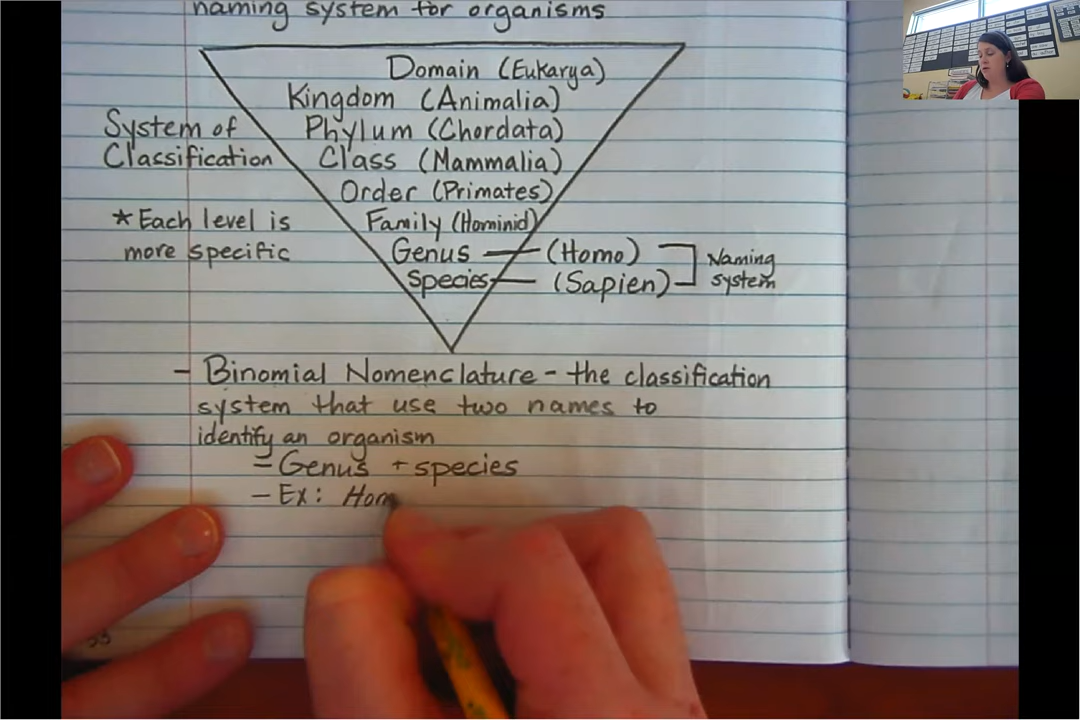 naming system for organisms
Domain (Eukarya)
Kingdom (Animalia)
System of
Classification
Phylum (Chordata)
Class (Mammalia)
Order (Primates)
* Each level is
more specific
Family (Hominid)
Genus — (Homo)
Species — (Sapien)
Naming
system
- Binomial Nomenclature - the classification
system that use two names to
identify an organism
- Genus + species
- Ex: Hom